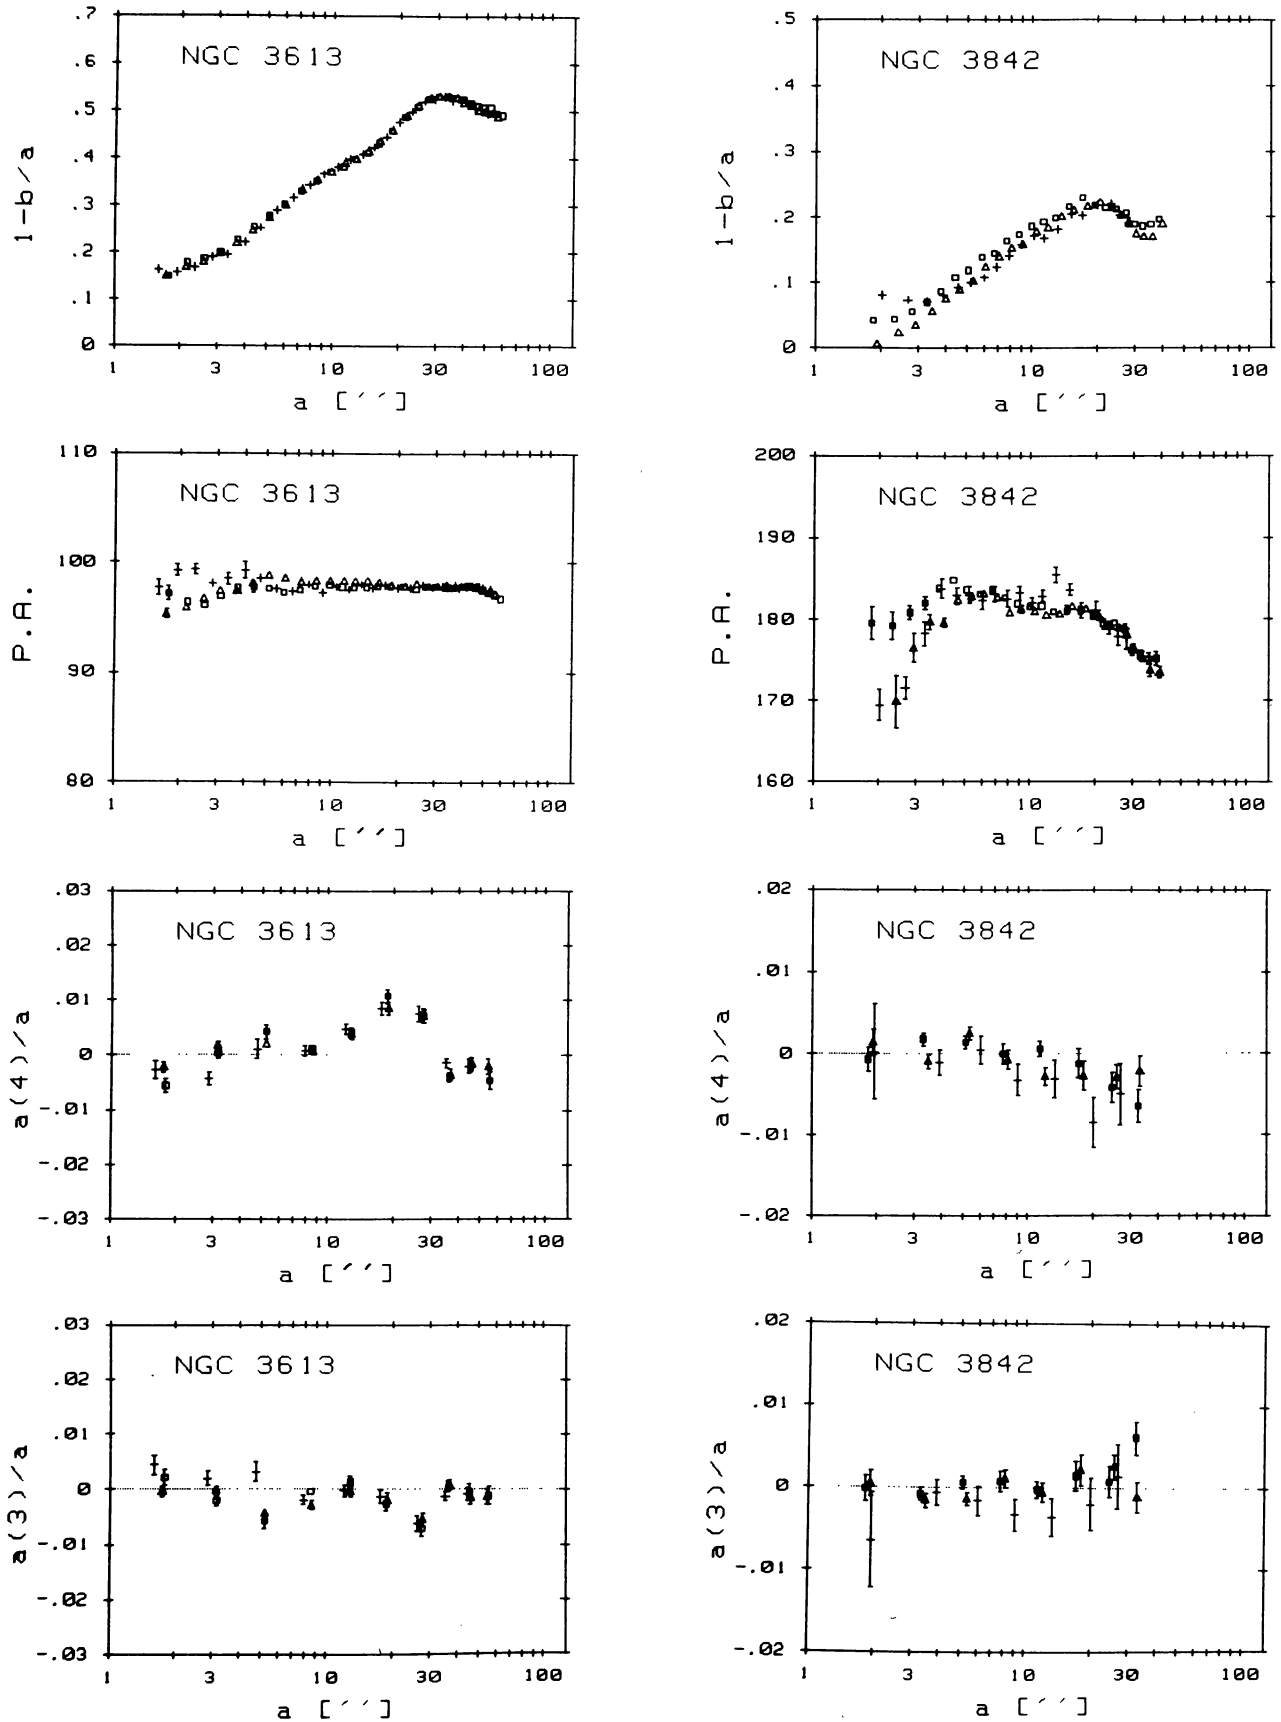 NGC 3613
1-b/a
.7
.6
.5
.4
.3
.2
.1
0
1 3 10 30 100
a [´´]
NGC 3842
1-b/a
.5
.4
.3
.2
.1
0
1 3 10 30 100
a [´´]
NGC 3613
P.A.
110
100
90
80
1 3 10 30 100
a [´´]
NGC 3842
P.A.
200
190
180
170
160
1 3 10 30 100
a [´´]
NGC 3613
a(4)/a
.03
.02
.01
0
-.01
-.02
-.03
1 3 10 30 100
a [´´]
NGC 3842
a(4)/a
.02
.01
0
-.01
-.02
1 3 10 30 100
a [´´]
NGC 3613
a(3)/a
.03
.02
.01
0
-.01
-.02
-.03
1 3 10 30 100
a [´´]
NGC 3842
a(3)/a
.02
.01
0
-.01
-.02
1 3 10 30 100
a [´´]